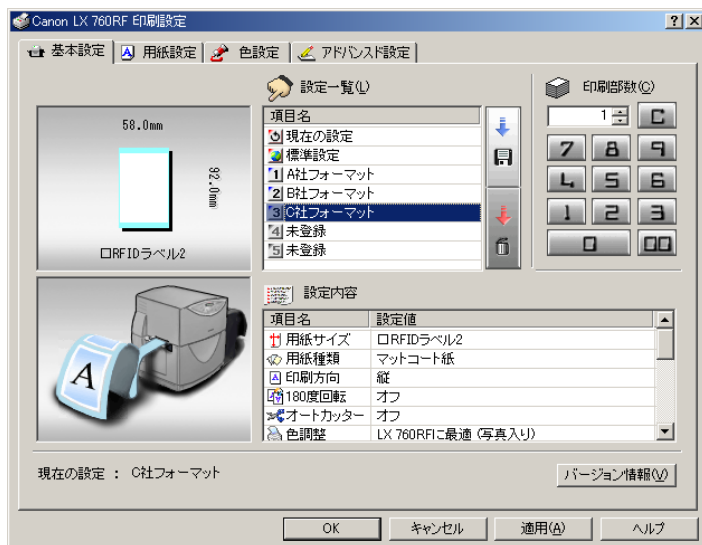 Canon LX 760RF 印刷設定
基本設定 用紙設定 色設定 アドバンスド設定
58.0mm
92.0mm
口RFIDラベル2
設定一覧(L)
項目名
現在の設定
標準設定
1 A社フォーマット
2 B社フォーマット
3 C社フォーマット
4 未登録
5 未登録
印刷部数(C)
1 C
7 8 9
4 5 6
1 2 3
0 00
A
設定内容
項目名 設定値
用紙サイズ 口RFIDラベル2
用紙種類 マットコート紙
印刷方向 縦
180度回転 オフ
オートカッター オフ
色調整 LX 760RFに最適 (写真入り)
現在の設定 : C社フォーマット
バージョン情報(V)
OK キャンセル 適用(A) ヘルプ